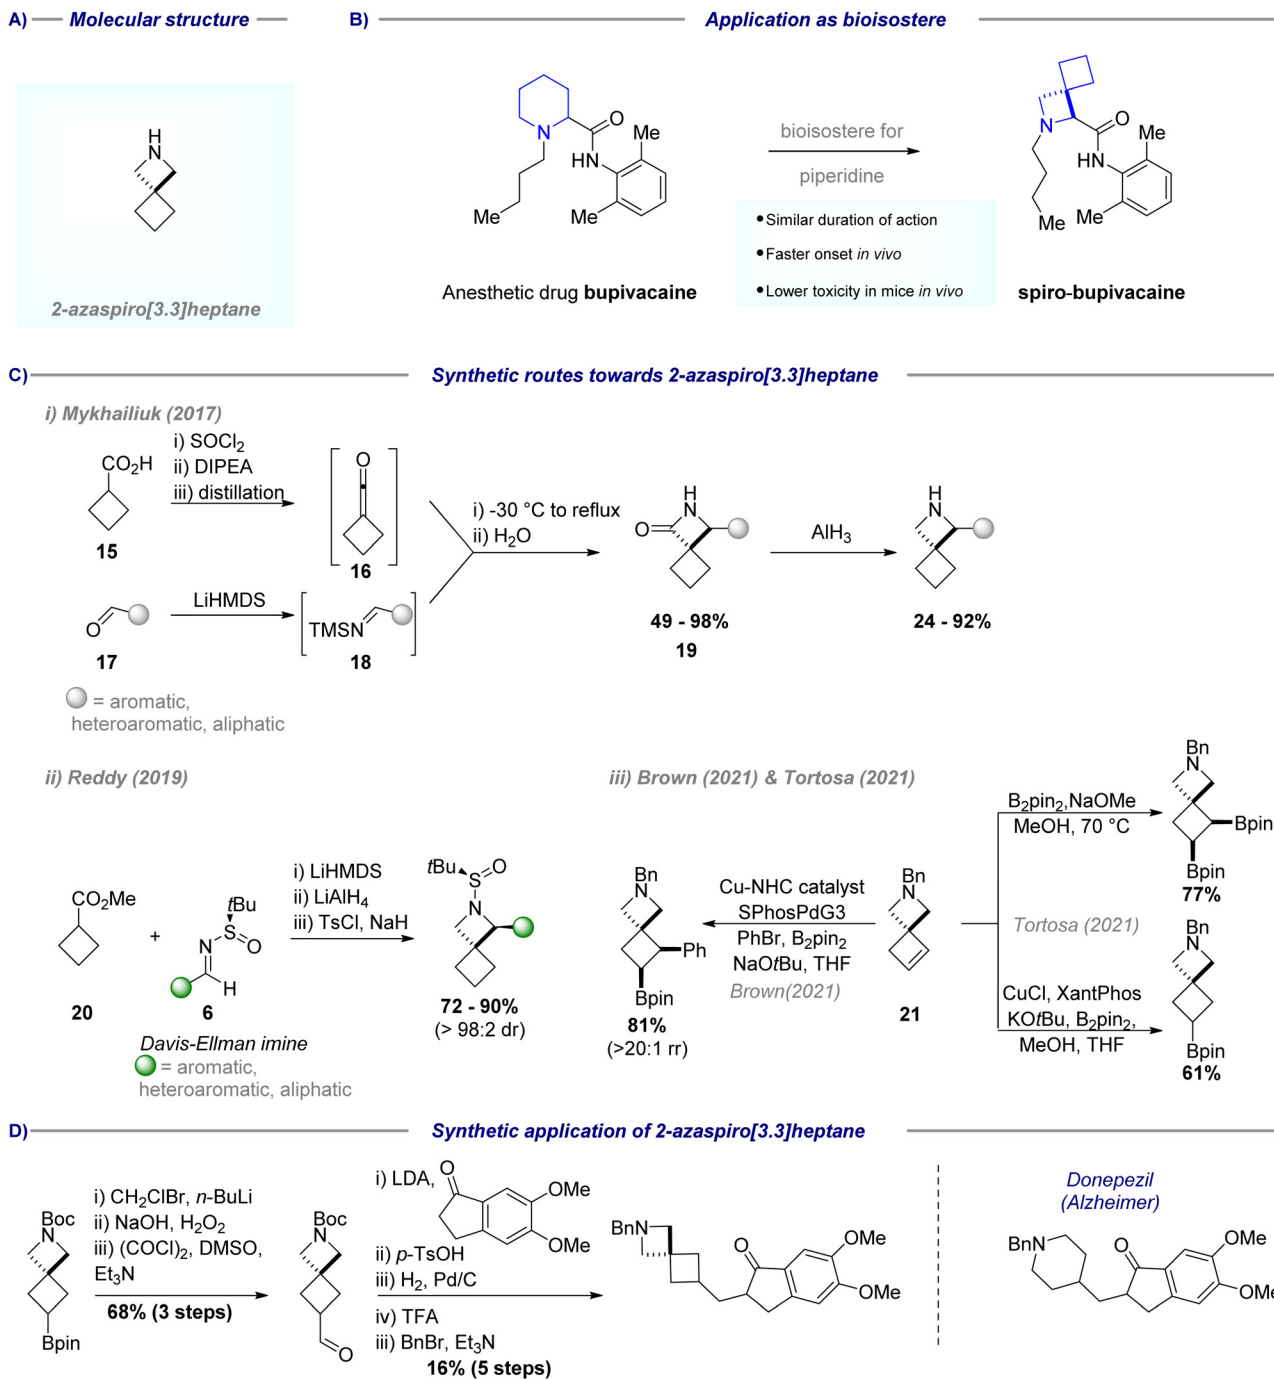 A) Molecular structure
HN
2-azaspiro[3.3]heptane
B) Application as bioisostere
N
O
HN
Me
Me
Me
Anesthetic drug bupivacaine
bioisostere for
piperidine
• Similar duration of action
• Faster onset in vivo
• Lower toxicity in mice in vivo
N
O
HN
Me
Me
Me
spiro-bupivacaine
C) Synthetic routes towards 2-azaspiro[3.3]heptane
i) Mykhailiuk (2017)
CO2H
15
i) SOCl2
ii) DIPEA
iii) distillation
O
16
O
17
LiHMDS
TMSN
18
i) -30 °C to reflux
ii) H2O
H
N
O
49 - 98%
19
AlH3
H
N
24 - 92%
= aromatic,
heteroaromatic, aliphatic
ii) Reddy (2019)
CO2Me
20
+
tBu
S
O
N
H
6
Davis-Ellman imine
= aromatic,
heteroaromatic, aliphatic
i) LiHMDS
ii) LiAlH4
iii) TsCl, NaH
tBu
S
O
N
72 - 90%
(> 98:2 dr)
iii) Brown (2021) & Tortosa (2021)
Bn
N
Ph
Bpin
81%
(>20:1 rr)
Cu-NHC catalyst
SPhosPdG3
PhBr, B2pin2
NaOtBu, THF
Brown(2021)
Bn
N
21
B2pin2,NaOMe
MeOH, 70 °C
Bn
N
Bpin
Bpin
77%
Tortosa (2021)
CuCl, XantPhos
KOtBu, B2pin2,
MeOH, THF
Bn
N
Bpin
61%
D) Synthetic application of 2-azaspiro[3.3]heptane
Boc
N
Bpin
i) CH2ClBr, n-BuLi
ii) NaOH, H2O2
iii) (COCl)2, DMSO,
Et3N
68% (3 steps)
Boc
N
O
i) LDA,
O
OMe
OMe
ii) p-TsOH
iii) H2, Pd/C
iv) TFA
iii) BnBr, Et3N
16% (5 steps)
BnN
O
OMe
OMe
Donepezil
(Alzheimer)
BnN
O
OMe
OMe